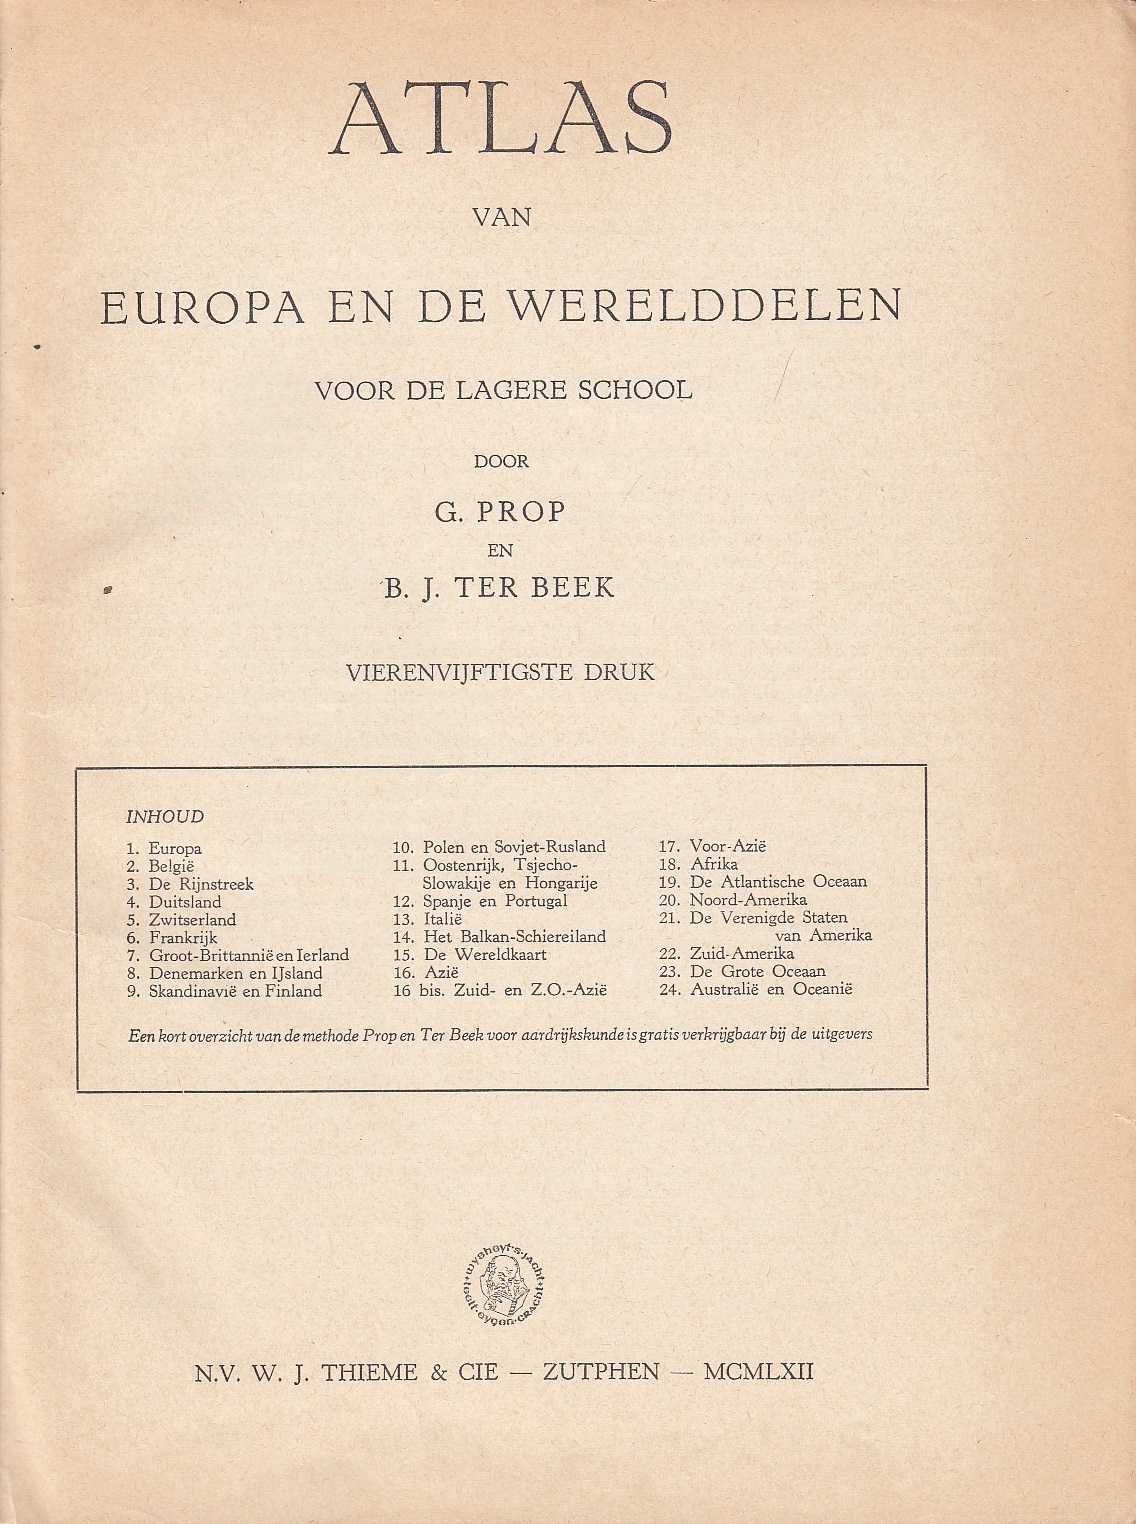 ATLAS
VAN
EUROPA EN DE WERELDDELEN
VOOR DE LAGERE SCHOOL
DOOR
G. PROP
EN
B. J. TER BEEK
VIERENVIJFTIGSTE DRUK
INHOUD
1. Europa
2. België
3. De Rijnstreek
4. Duitsland
5. Zwitserland
6. Frankrijk
7. Groot-Brittannië en Ierland
8. Denemarken en IJsland
9. Skandinavië en Finland
10. Polen en Sovjet-Rusland
11. Oostenrijk, Tsjecho-
Slowakije en Hongarije
12. Spanje en Portugal
13. Italië
14. Het Balkan-Schiereiland
15. De Wereldkaart
16. Azië
16 bis. Zuid- en Z.O.-Azië
17. Voor-Azië
18. Afrika
19. De Atlantische Oceaan
20. Noord-Amerika
21. De Verenigde Staten
van Amerika
22. Zuid-Amerika
23. De Grote Oceaan
24. Australië en Oceanië
Een kort overzicht van de methode Prop en Ter Beek voor aardrijkskunde is gratis verkrijgbaar bij de uitgevers
wysheyt·s·jacht·teelt·eygen·cracht
N.V. W. J. THIEME & CIE — ZUTPHEN — MCMLXII